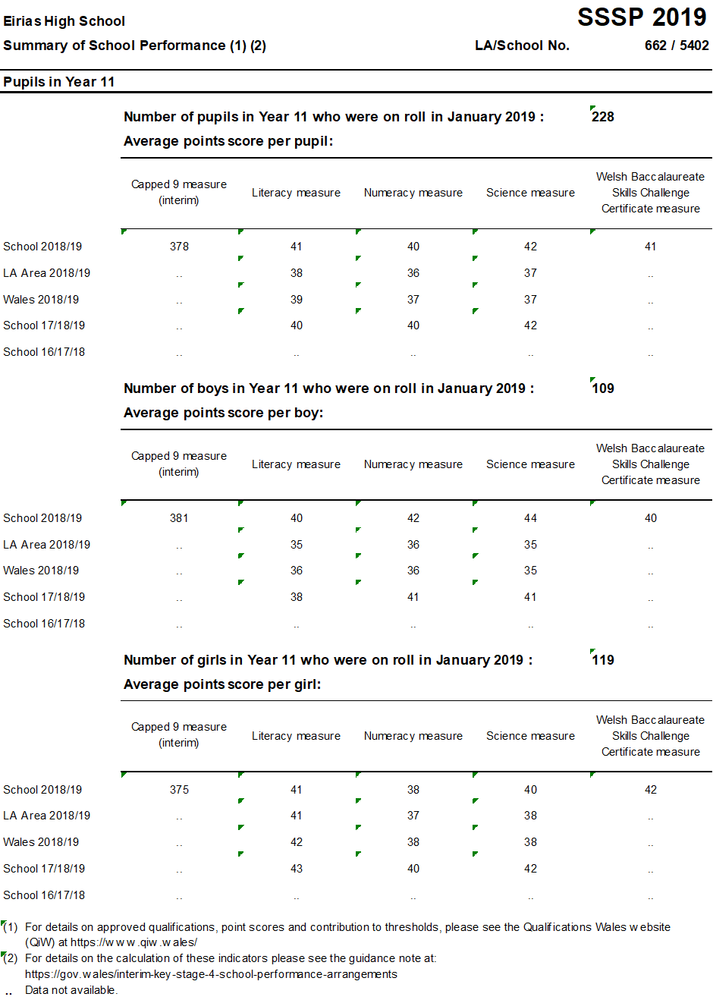 Eirias High School
SSSP 2019
Summary of School Performance (1) (2)
LA/School No. 662 / 5402
Pupils in Year 11
Number of pupils in Year 11 who were on roll in January 2019 : 228
Average points score per pupil:
Capped 9 measure (interim)
Literacy measure
Numeracy measure
Science measure
Welsh Baccalaureate Skills Challenge Certificate measure
School 2018/19 378 41 40 42 41
LA Area 2018/19 .. 38 36 37 ..
Wales 2018/19 .. 39 37 37 ..
School 17/18/19 .. 40 40 42 ..
School 16/17/18 .. .. .. .. ..
Number of boys in Year 11 who were on roll in January 2019 : 109
Average points score per boy:
Capped 9 measure (interim)
Literacy measure
Numeracy measure
Science measure
Welsh Baccalaureate Skills Challenge Certificate measure
School 2018/19 381 40 42 44 40
LA Area 2018/19 .. 35 36 35 ..
Wales 2018/19 .. 36 36 35 ..
School 17/18/19 .. 38 41 41 ..
School 16/17/18 .. .. .. .. ..
Number of girls in Year 11 who were on roll in January 2019 : 119
Average points score per girl:
Capped 9 measure (interim)
Literacy measure
Numeracy measure
Science measure
Welsh Baccalaureate Skills Challenge Certificate measure
School 2018/19 375 41 38 40 42
LA Area 2018/19 .. 41 37 38 ..
Wales 2018/19 .. 42 38 38 ..
School 17/18/19 .. 43 40 42 ..
School 16/17/18 .. .. .. .. ..
(1) For details on approved qualifications, point scores and contribution to thresholds, please see the Qualifications Wales website
(QiW) at https://www.qiw.wales/
(2) For details on the calculation of these indicators please see the guidance note at:
https://gov.wales/interim-key-stage-4-school-performance-arrangements
.. Data not available.